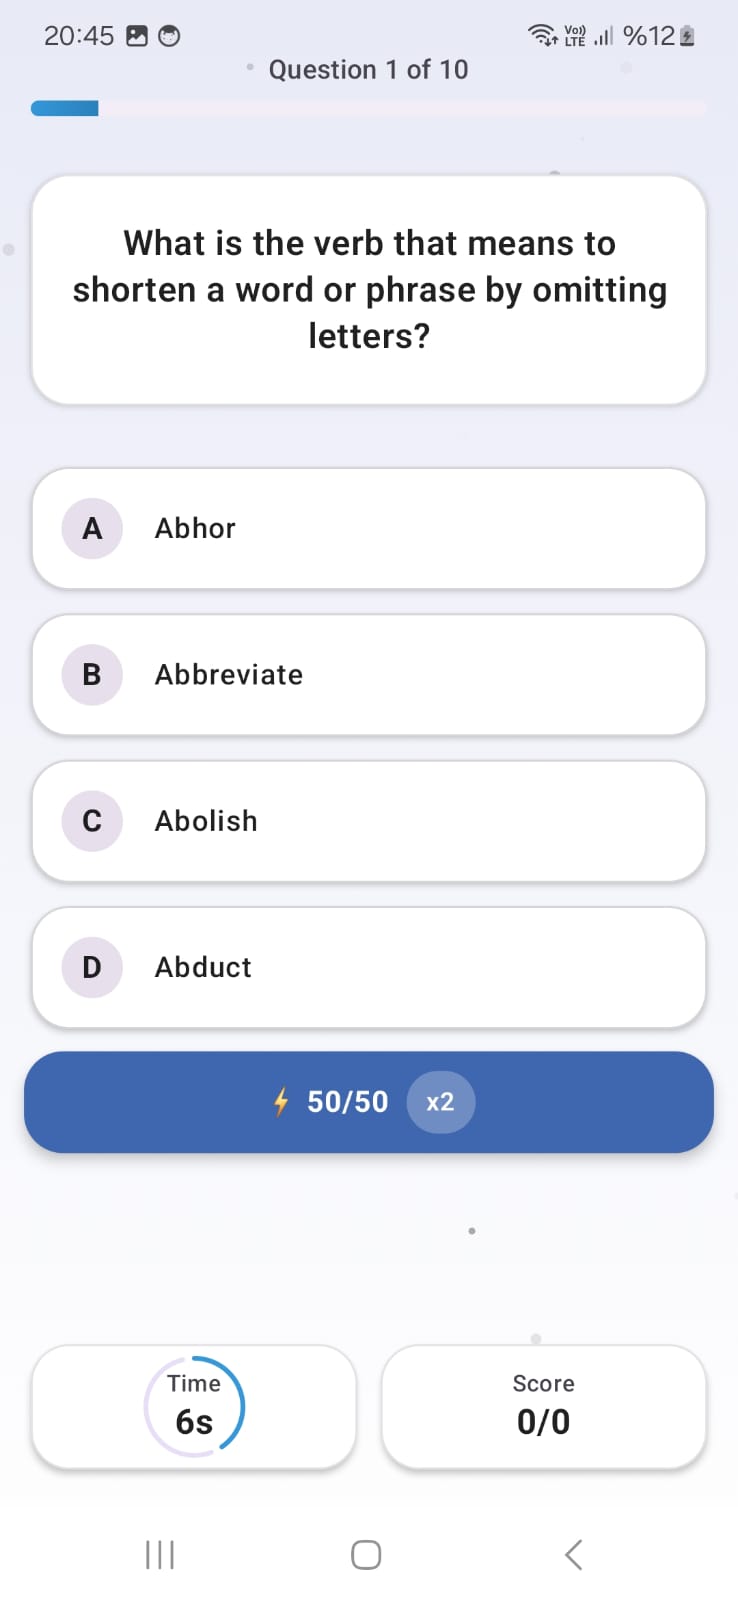 20:45 Vo)) LTE %12
Question 1 of 10
What is the verb that means to
shorten a word or phrase by omitting
letters?
A Abhor
B Abbreviate
C Abolish
D Abduct
50/50 x2
Time
6s
Score
0/0